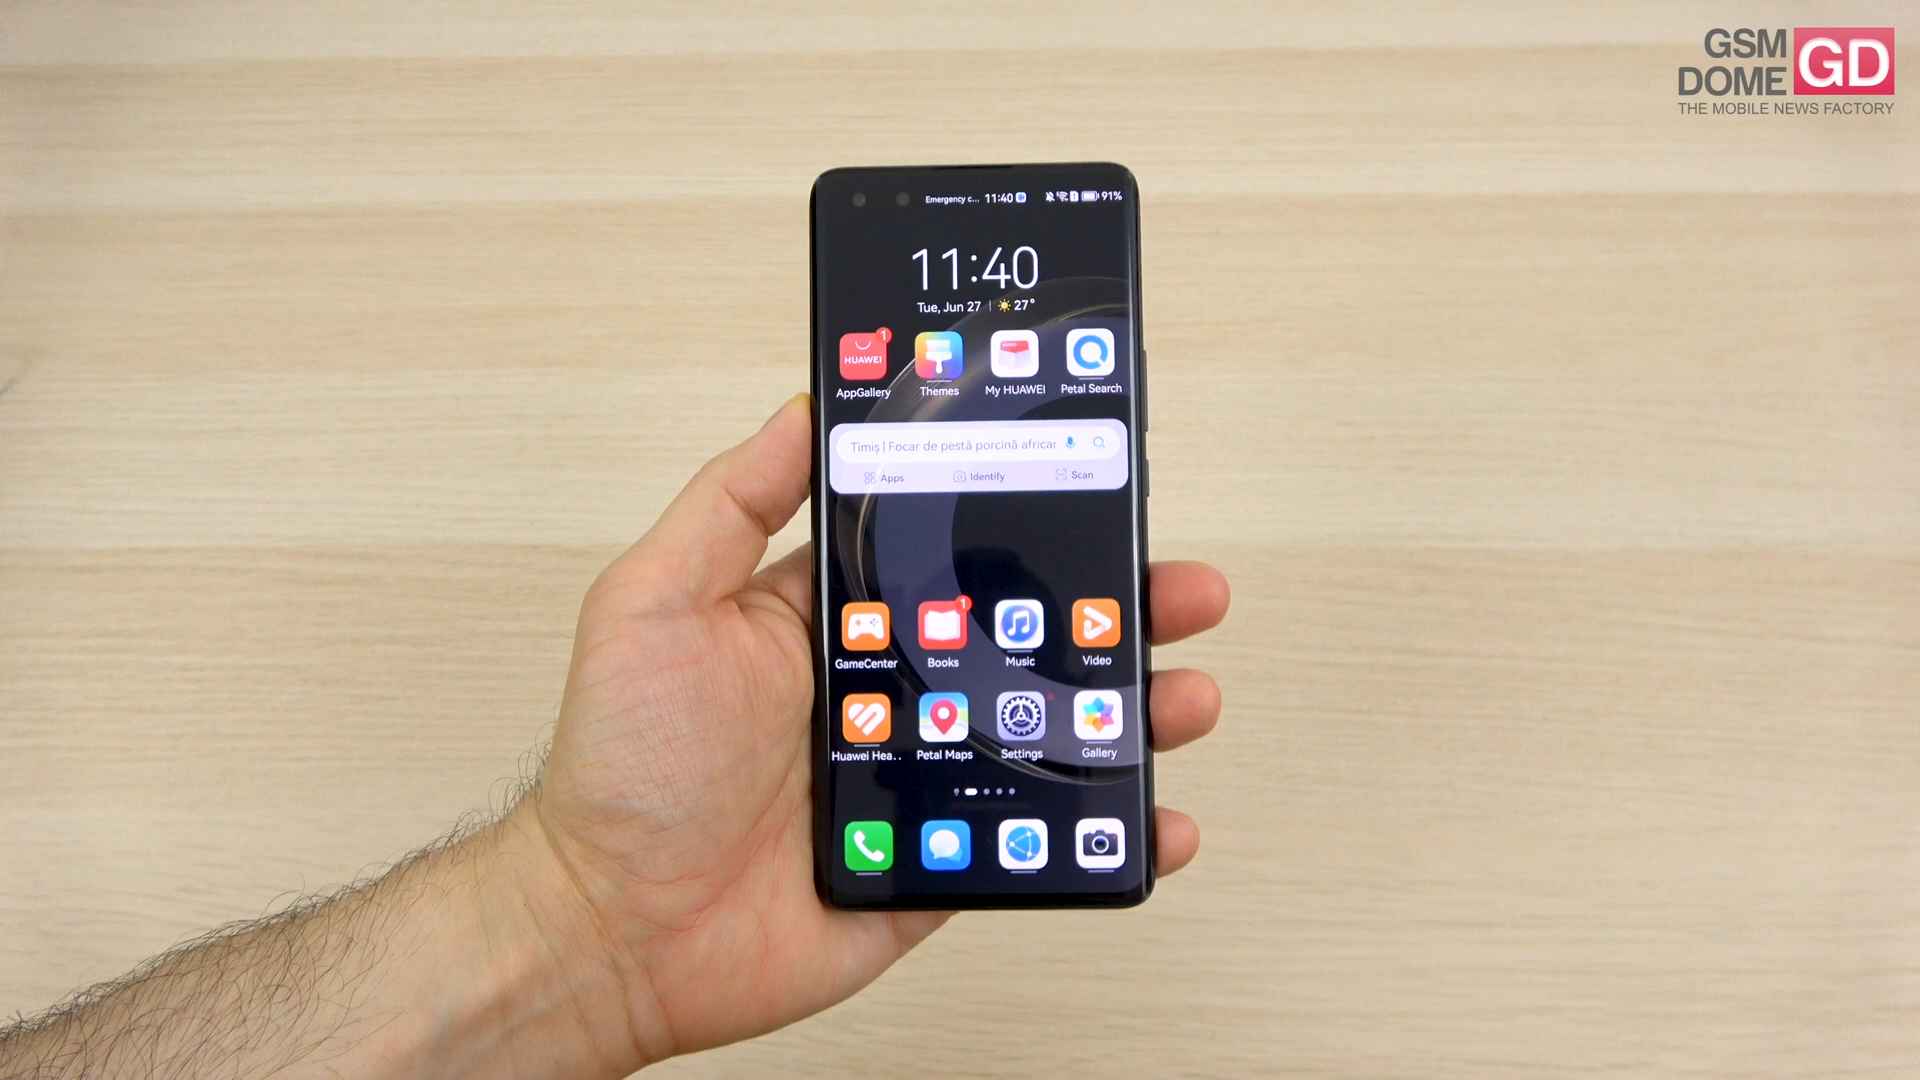 GSM
DOME
GD
THE MOBILE NEWS FACTORY
Emergency c... 11:40 91%
11:40
Tue, Jun 27 | 27°
1
HUAWEI
AppGallery Themes My HUAWEI Petal Search
Timiș | Focar de pestă porcină african
Apps Identify Scan
1
GameCenter Books Music Video
Huawei Hea.. Petal Maps Settings Gallery